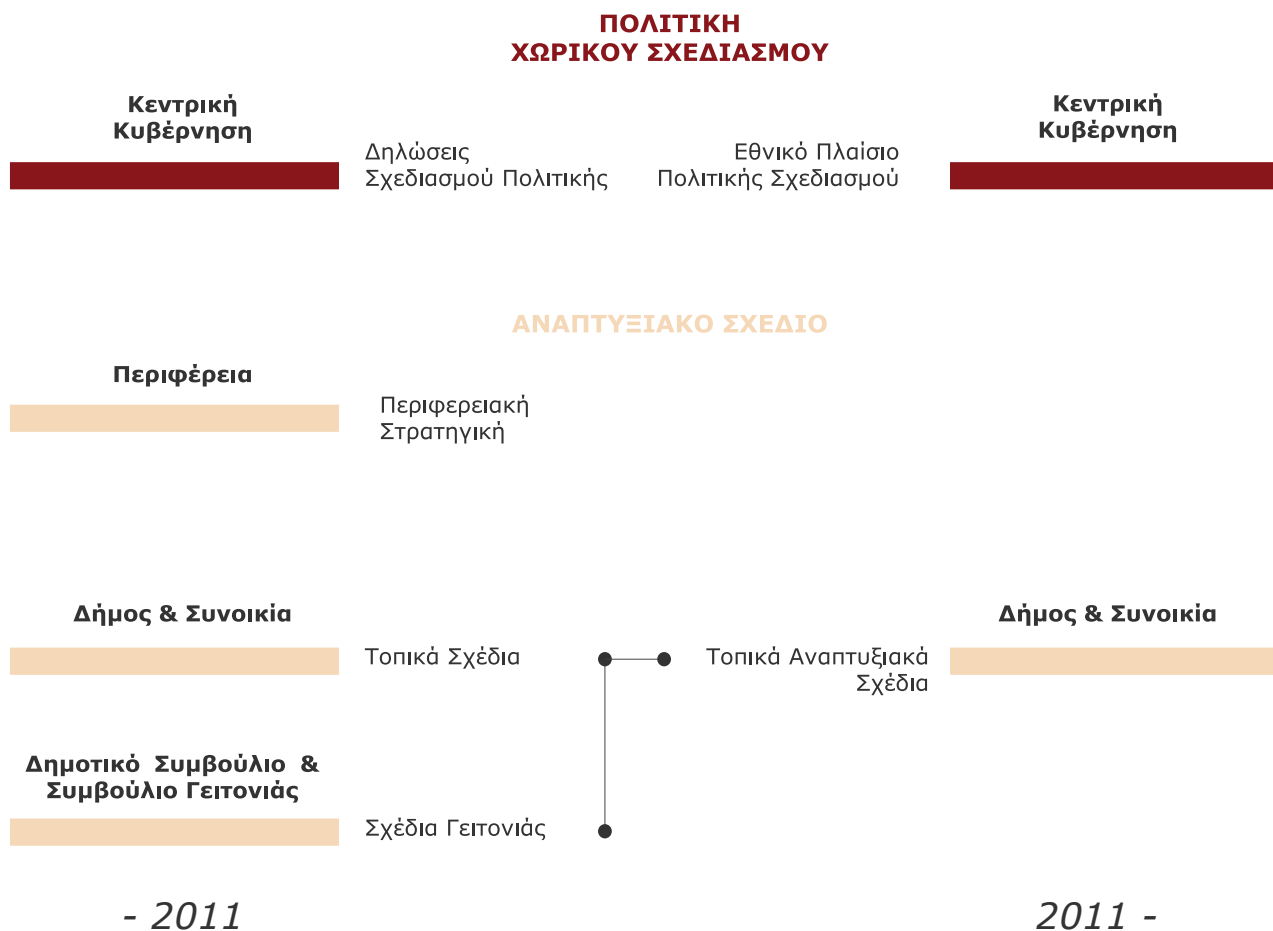 ΠΟΛΙΤΙΚΗ
ΧΩΡΙΚΟΥ ΣΧΕΔΙΑΣΜΟΥ
Κεντρική
Κυβέρνηση
Δηλώσεις
Σχεδιασμού Πολιτικής
Εθνικό Πλαίσιο
Πολιτικής Σχεδιασμού
Κεντρική
Κυβέρνηση
ΑΝΑΠΤΥΞΙΑΚΟ ΣΧΕΔΙΟ
Περιφέρεια
Περιφερειακή
Στρατηγική
Δήμος & Συνοικία
Τοπικά Σχέδια
Τοπικά Αναπτυξιακά
Σχέδια
Δήμος & Συνοικία
Δημοτικό Συμβούλιο &
Συμβούλιο Γειτονιάς
Σχέδια Γειτονιάς
- 2011
2011 -